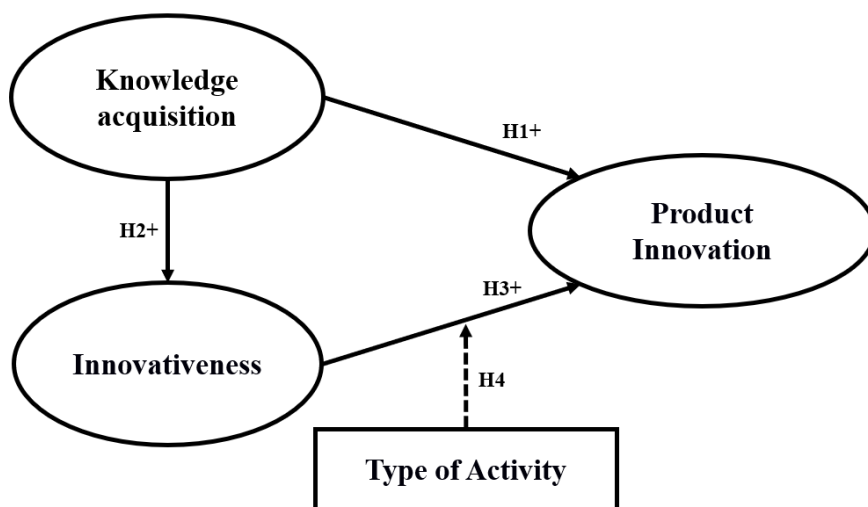 Knowledge
acquisition
H1+
H2+
Product
Innovation
H3+
Innovativeness
H4
Type of Activity